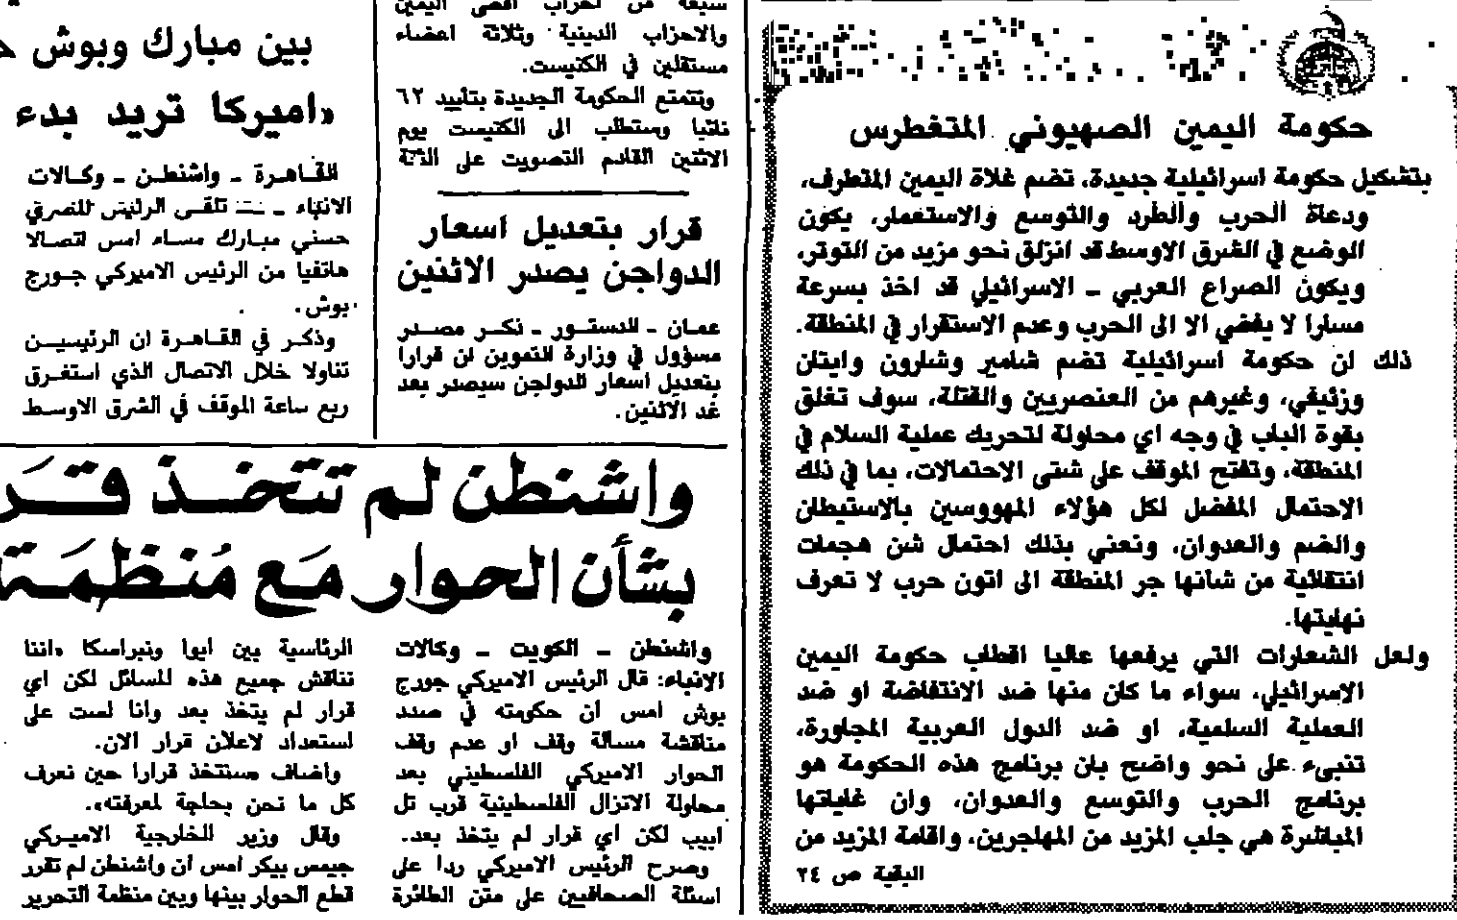 حكومة اليمين الصهيوني المتغطرس
بتشكيل حكومة اسرائيلية جديدة، تضم غلاة اليمين المتطرف،
ودعاة الحرب والطرد والتوسع والاستعمار، يكون
الوضع في الشرق الاوسط قد انزلق نحو مزيد من التوتر،
ويكون الصراع العربي ـ الاسرائيلي قد اخذ بسرعة
مسارا لا يفضي الا الى الحرب وعدم الاستقرار في المنطقة.
ذلك ان حكومة اسرائيلية تضم شامير وشارون وايتان
وزئيفي، وغيرهم من العنصريين والقتلة، سوف تغلق
بقوة الباب في وجه اي محاولة لتحريك عملية السلام في
المنطقة، وتفتح الموقف على شتى الاحتمالات، بما في ذلك
الاحتمال المفضل لكل هؤلاء المهووسين بالاستيطان
والضم والعدوان، ونعني بذلك احتمال شن هجمات
انتقائية من شانها جر المنطقة الى اتون حرب لا تعرف
نهايتها.
ولعل الشعارات التي يرفعها عاليا اقطاب حكومة اليمين
الاسرائيلي، سواء ما كان منها ضد الانتفاضة او ضد
العملية السلمية، او ضد الدول العربية المجاورة،
تنبىء على نحو واضح بان برنامج هذه الحكومة هو
برنامج الحرب والتوسع والعدوان، وان غاياتها
المباشرة هي جلب المزيد من المهاجرين، واقامة المزيد من
البقية ص ٢٤
سبعة من احزاب اقصى اليمين
والاحزاب الدينية وثلاثة اعضاء
مستقلين في الكنيست.
وتتمتع الحكومة الجديدة بتأييد ٦٢
نائبا وستطلب الى الكنيست يوم
الاثنين القادم التصويت على الثقة
قرار بتعديل اسعار
الدواجن يصدر الاثنين
عمان ـ الدستور ـ ذكر مصدر
مسؤول في وزارة التموين ان قرارا
بتعديل اسعار الدواجن سيصدر بعد
غد الاثنين.
بين مبارك وبوش
«اميركا تريد بدء
القاهرة ـ واشنطن ـ وكالات
الانباء ـ تلقى الرئيس المصري
حسني مبارك مساء امس اتصالا
هاتفيا من الرئيس الاميركي جورج
بوش.
وذكر في القاهرة ان الرئيسين
تناولا خلال الاتصال الذي استغرق
ربع ساعة الموقف في الشرق الاوسط
واشنطن لم تتخذ
بشأن الحوار مَع مُنظمَة
واشنطن ـ الكويت ـ وكالات
الانباء: قال الرئيس الاميركي جورج
بوش امس ان حكومته في صدد
مناقشة مسالة وقف او عدم وقف
الحوار الاميركي الفلسطيني بعد
محاولة الانزال الفلسطينية قرب تل
ابيب لكن اي قرار لم يتخذ بعد.
وصرح الرئيس الاميركي ردا على
اسئلة الصحافيين على متن الطائرة
الرئاسية بين ايوا ونبراسكا «اننا
نناقش جميع هذه المسائل لكن اي
قرار لم يتخذ بعد وانا لست على
استعداد لاعلان قرار الان.
واضاف «سنتخذ قرارا حين نعرف
كل ما نحن بحاجة لمعرفته».
وقال وزير الخارجية الاميركي
جيمس بيكر امس ان واشنطن لم تقرر
قطع الحوار بينها وبين منظمة التحرير